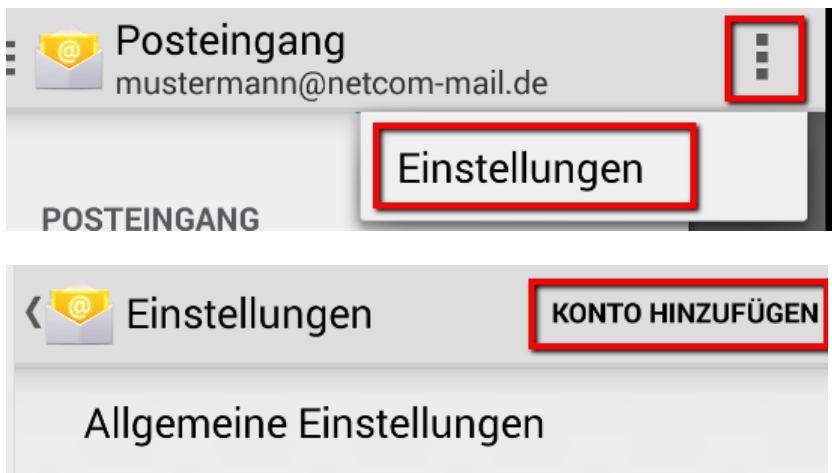 Posteingang
mustermann@netcom-mail.de
Einstellungen
POSTEINGANG
Einstellungen
KONTO HINZUFÜGEN
Allgemeine Einstellungen